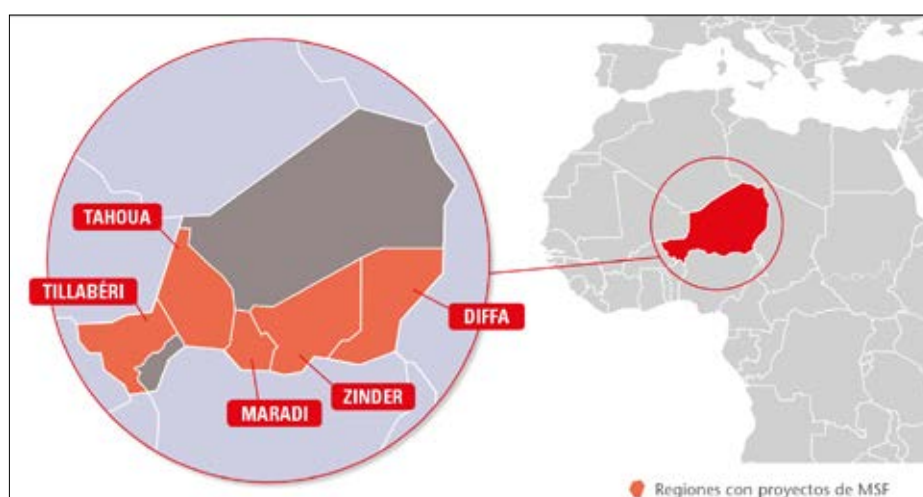 TAHOUA
TILLABÉRI
DIFFA
ZINDER
MARADI
Regiones con proyectos de MSF